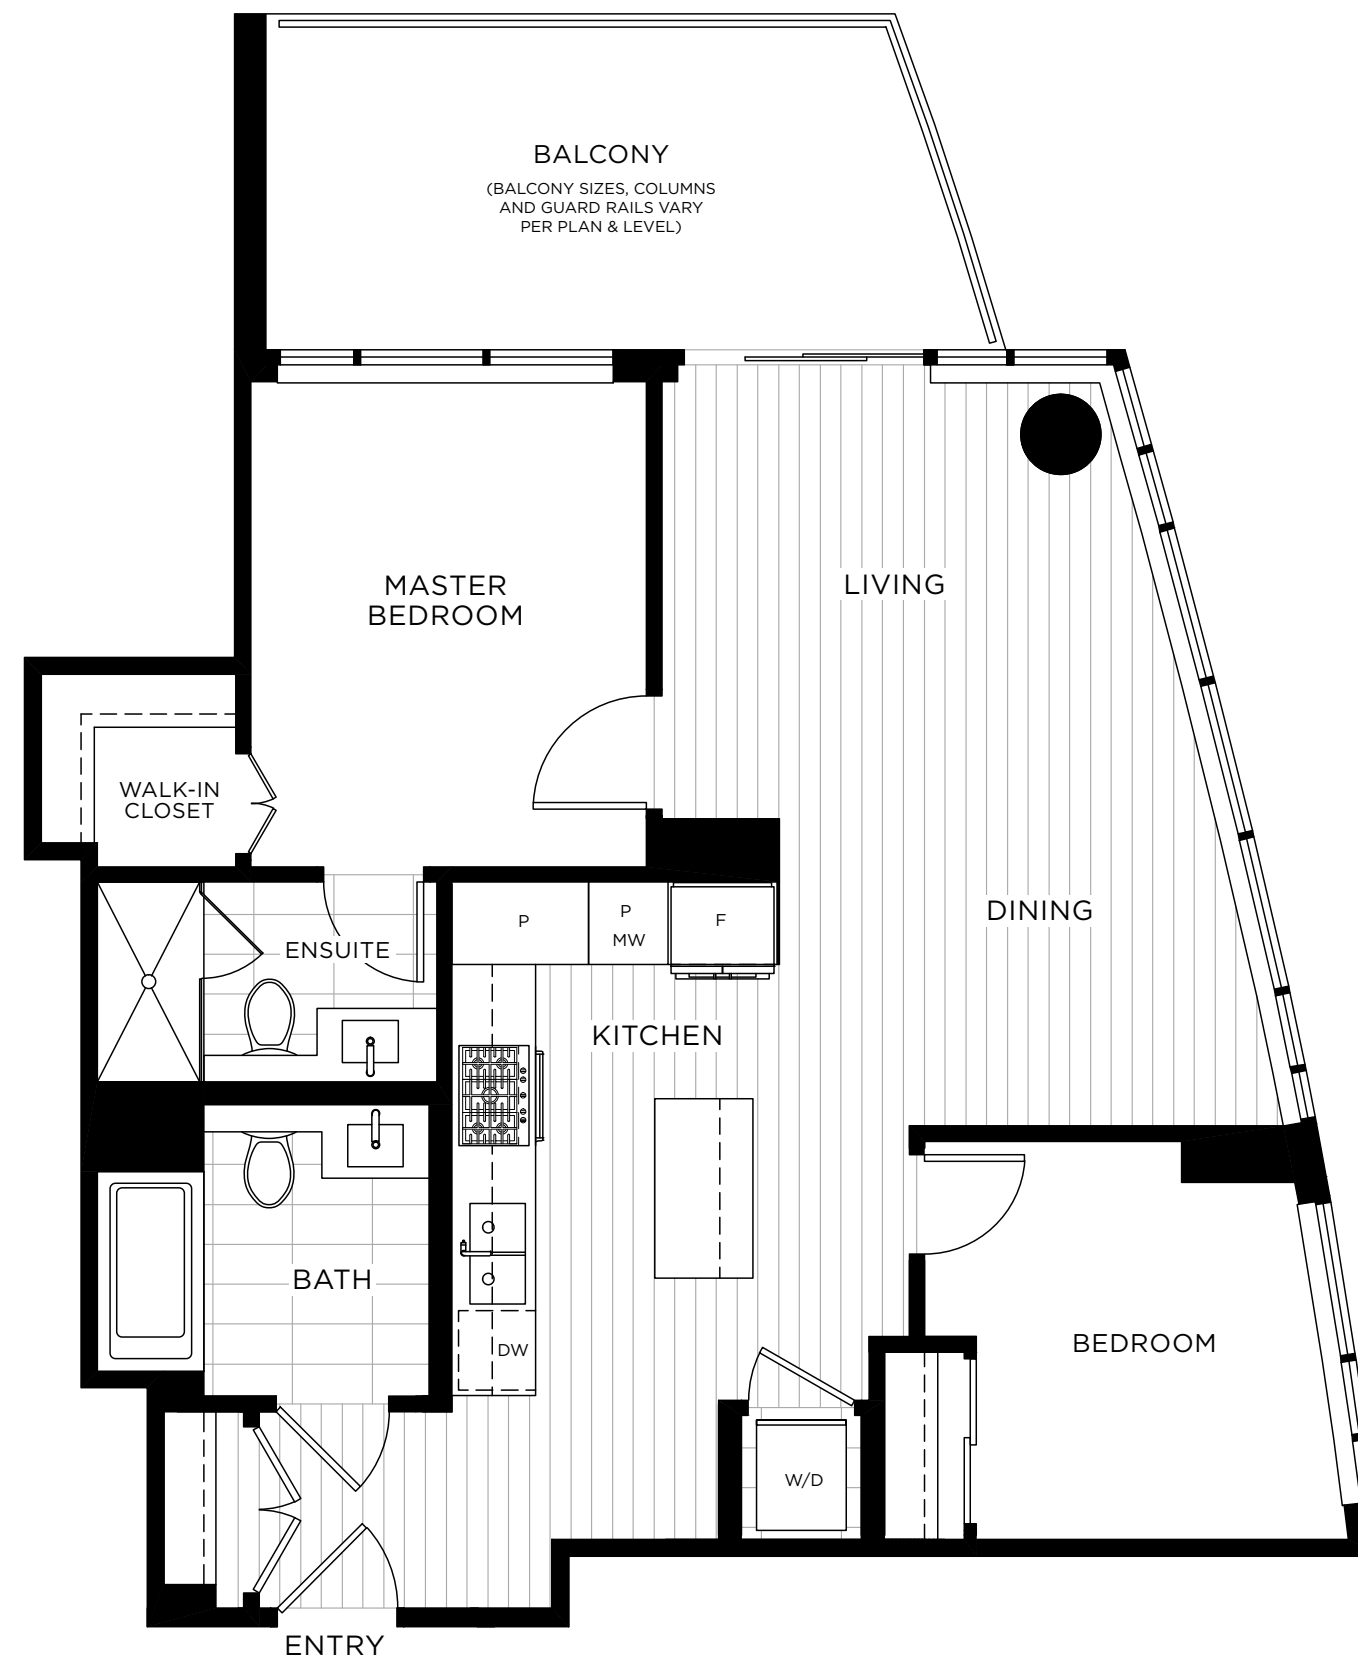 BALCONY
(BALCONY SIZES, COLUMNS
AND GUARD RAILS VARY
PER PLAN & LEVEL)
MASTER
BEDROOM
LIVING
WALK-IN
CLOSET
DINING
P
P
MW
F
ENSUITE
KITCHEN
BATH
DW
BEDROOM
W/D
ENTRY